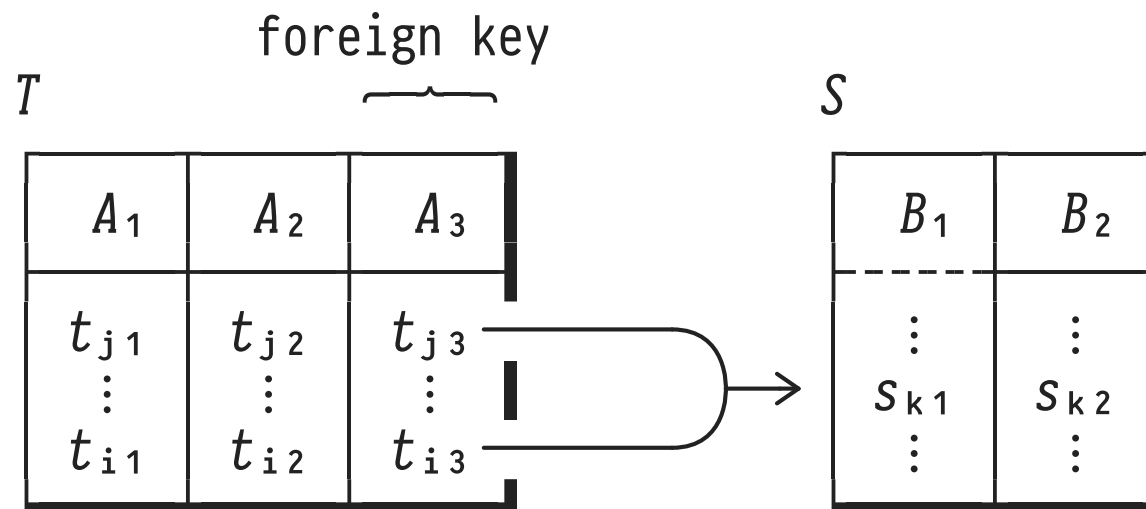 foreign key
T S
A₁ A₂ A₃ B₁ B₂
tⱼ₁ tⱼ₂ tⱼ₃ ⋮ ⋮
⋮ ⋮ ⋮ sₖ₁ sₖ₂
tᵢ₁ tᵢ₂ tᵢ₃ ⋮ ⋮